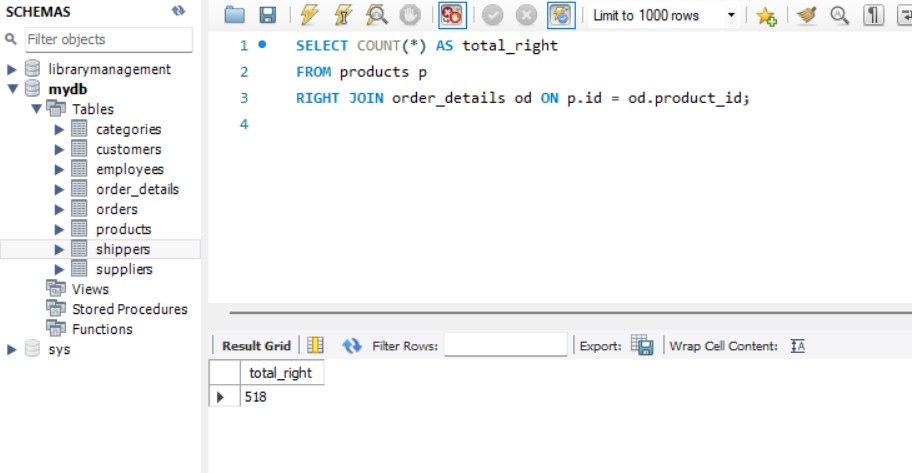 SCHEMAS
Filter objects
librarymanagement
mydb
Tables
categories
customers
employees
order_details
orders
products
shippers
suppliers
Views
Stored Procedures
Functions
sys
Limit to 1000 rows
1 SELECT COUNT(*) AS total_right
2 FROM products p
3 RIGHT JOIN order_details od ON p.id = od.product_id;
4
Result Grid Filter Rows: Export: Wrap Cell Content: IA
total_right
518